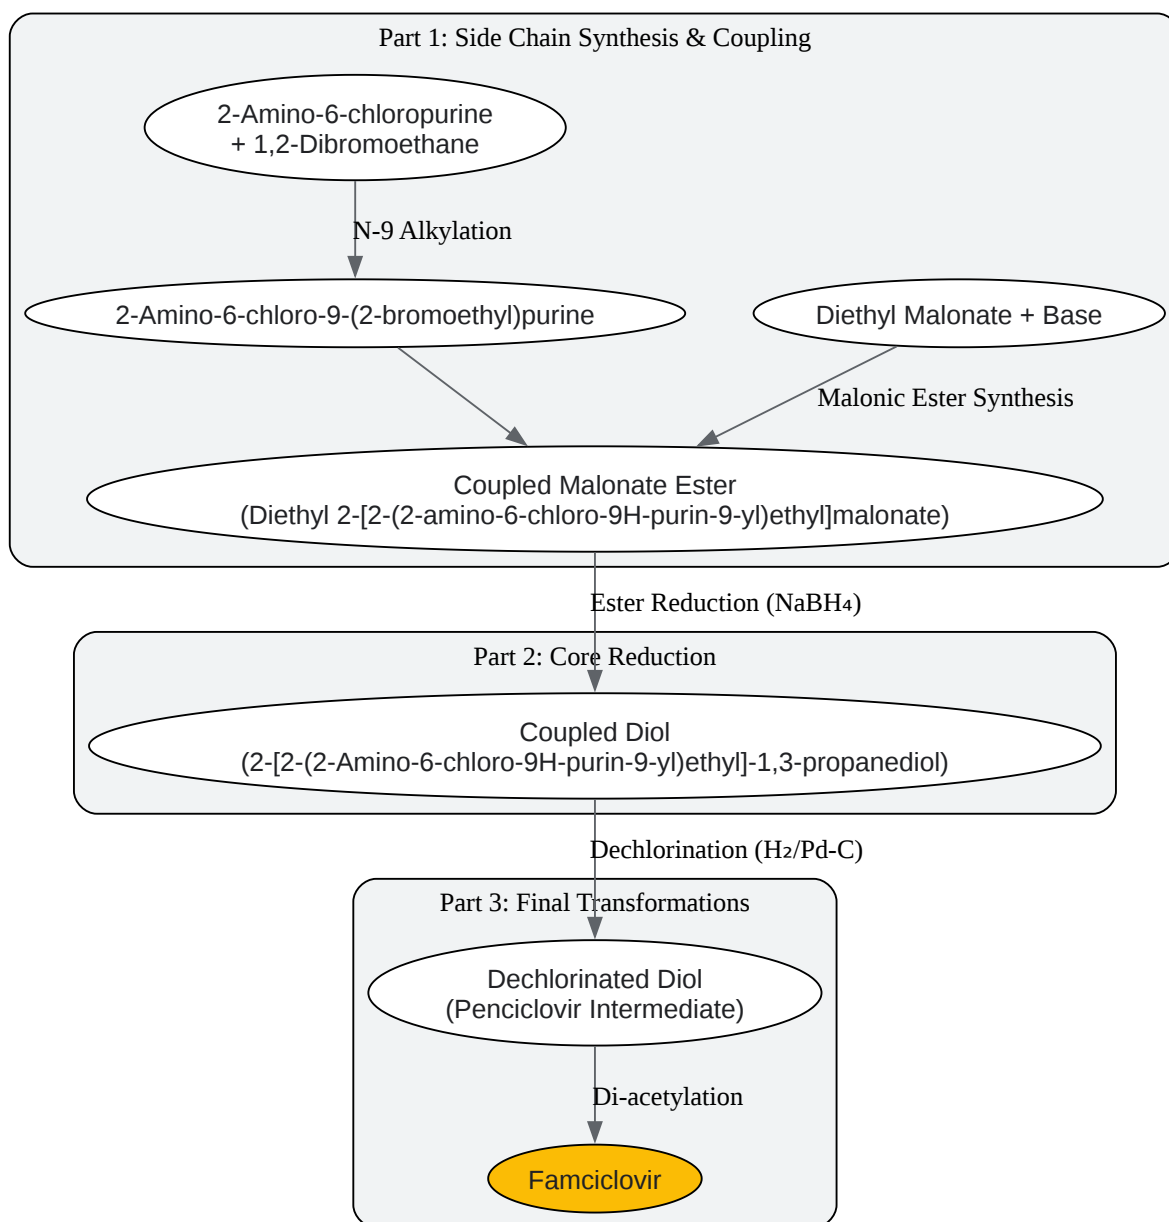 Part 1: Side Chain Synthesis & Coupling
2-Amino-6-chloropurine
+ 1,2-Dibromoethane
N-9 Alkylation
2-Amino-6-chloro-9-(2-bromoethyl)purine
Diethyl Malonate + Base
Malonic Ester Synthesis
Coupled Malonate Ester
(Diethyl 2-[2-(2-amino-6-chloro-9H-purin-9-yl)ethyl]malonate)
Ester Reduction (NaBH₄)
Part 2: Core Reduction
Coupled Diol
(2-[2-(2-Amino-6-chloro-9H-purin-9-yl)ethyl]-1,3-propanediol)
Dechlorination (H₂/Pd-C)
Part 3: Final Transformations
Dechlorinated Diol
(Penciclovir Intermediate)
Di-acetylation
Famciclovir